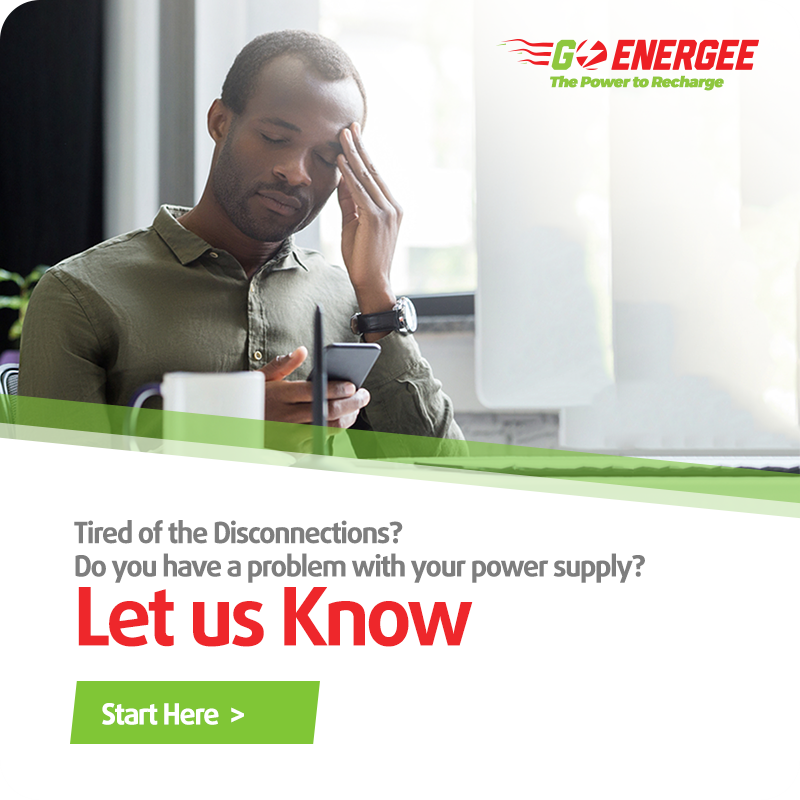 GO ENERGEE
The Power to Recharge
Tired of the Disconnections?
Do you have a problem with your power supply?
Let us Know
Start Here >